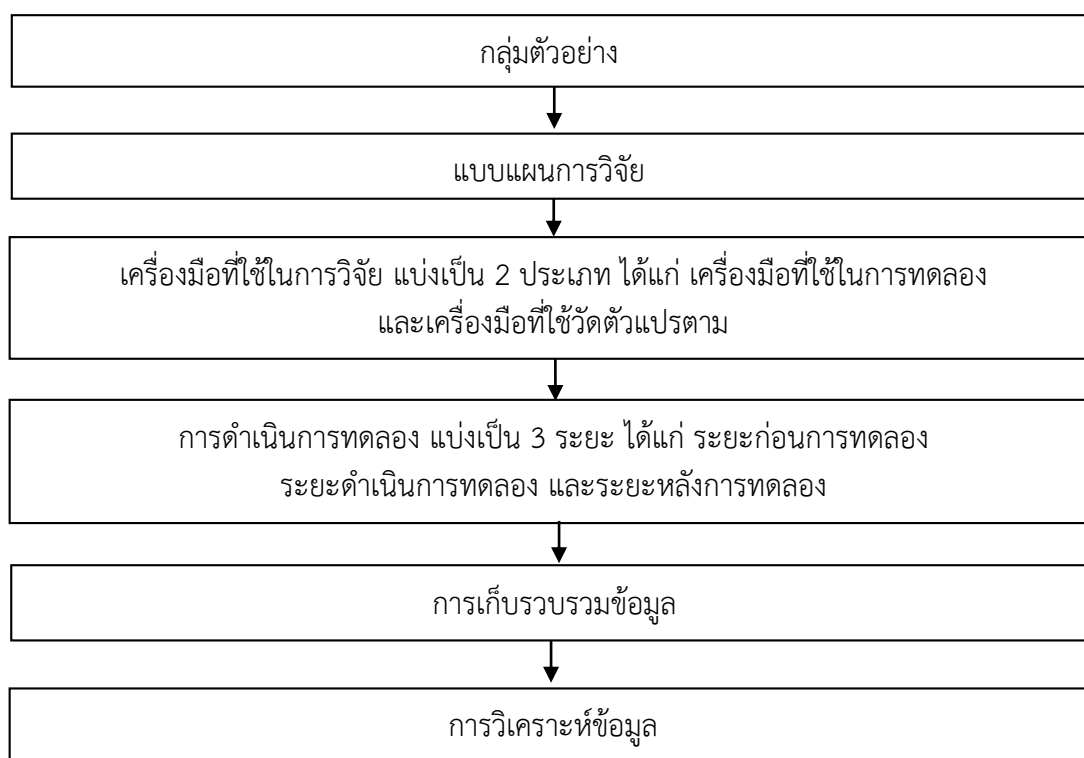 กลุ่มตัวอย่าง
แบบแผนการวิจัย
เครื่องมือที่ใช้ในการวิจัย แบ่งเป็น 2 ประเภท ได้แก่ เครื่องมือที่ใช้ในการทดลอง
และเครื่องมือที่ใช้วัดตัวแปรตาม
การดำเนินการทดลอง แบ่งเป็น 3 ระยะ ได้แก่ ระยะก่อนการทดลอง
ระยะดำเนินการทดลอง และระยะหลังการทดลอง
การเก็บรวบรวมข้อมูล
การวิเคราะห์ข้อมูล